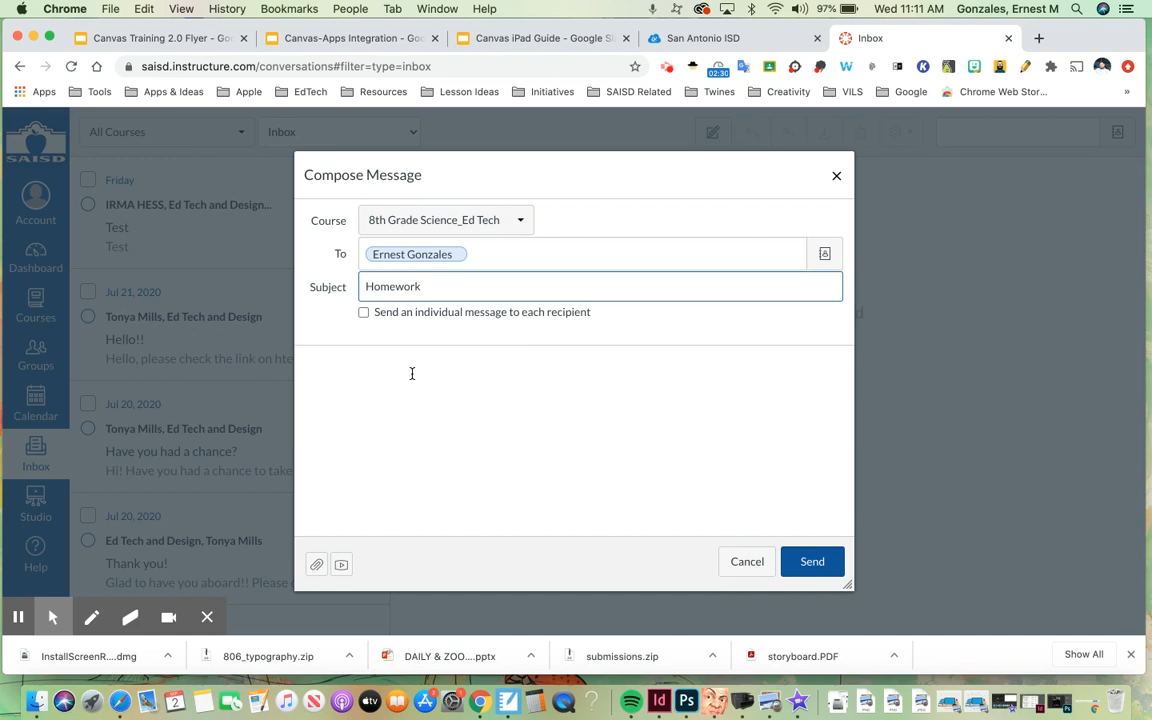 Chrome File Edit View History Bookmarks People Tab Window Help 97% Wed 11:11 AM Gonzales, Ernest M
Canvas Training 2.0 Flyer - Go Canvas-Apps Integration - Goo Canvas iPad Guide - Google S San Antonio ISD Inbox
saisd.instructure.com/conversations#filter=type=inbox
02:30
Apps Tools Apps & Ideas Apple EdTech Resources Lesson Ideas Initiatives SAISD Related Twines Creativity VILS Google Chrome Web Stor... »
SAISD
All Courses Inbox
Compose Message
Friday
IRMA HESS, Ed Tech and Design...
Test
Test
Jul 21, 2020
Tonya Mills, Ed Tech and Design
Hello!!
Hello, please check the link on hte
Jul 20, 2020
Tonya Mills, Ed Tech and Design
Have you had a chance?
Hi! Have you had a chance to take
Jul 20, 2020
Ed Tech and Design, Tonya Mills
Thank you!
Glad to have you aboard!! Please
Account
Dashboard
Courses
Groups
Calendar
Inbox
Studio
Help
Course 8th Grade Science_Ed Tech
To Ernest Gonzales
Subject Homework
Send an individual message to each recipient
Cancel Send
InstallScreenR....dmg 806_typography.zip DAILY & ZOO....pptx submissions.zip storyboard.PDF Show All